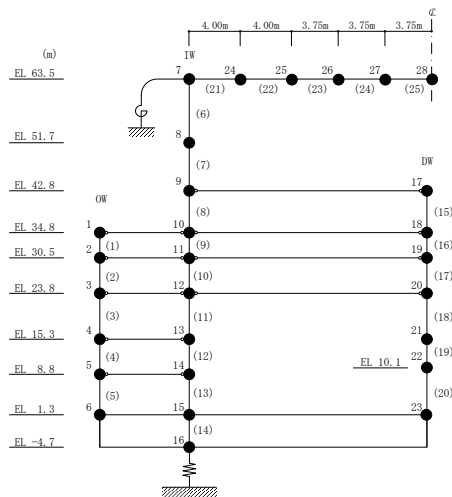 4.00m 4.00m 3.75m 3.75m 3.75m
℄
(m) IW
EL 63.5 7 24 25 26 27 28
(21) (22) (23) (24) (25)
(6)
EL 51.7 8
(7) DW
EL 42.8 9 17
OW (8) (15)
EL 34.8 1 10 18
(1) (9) (16)
EL 30.5 2 11 19
(2) (10) (17)
EL 23.8 3 12 20
(3) (11) (18)
EL 15.3 4 13 21
(4) (12) (19)
EL 10.1 22
EL 8.8 5 14
(5) (13) (20)
EL 1.3 6 15 23
(14)
EL -4.7 16